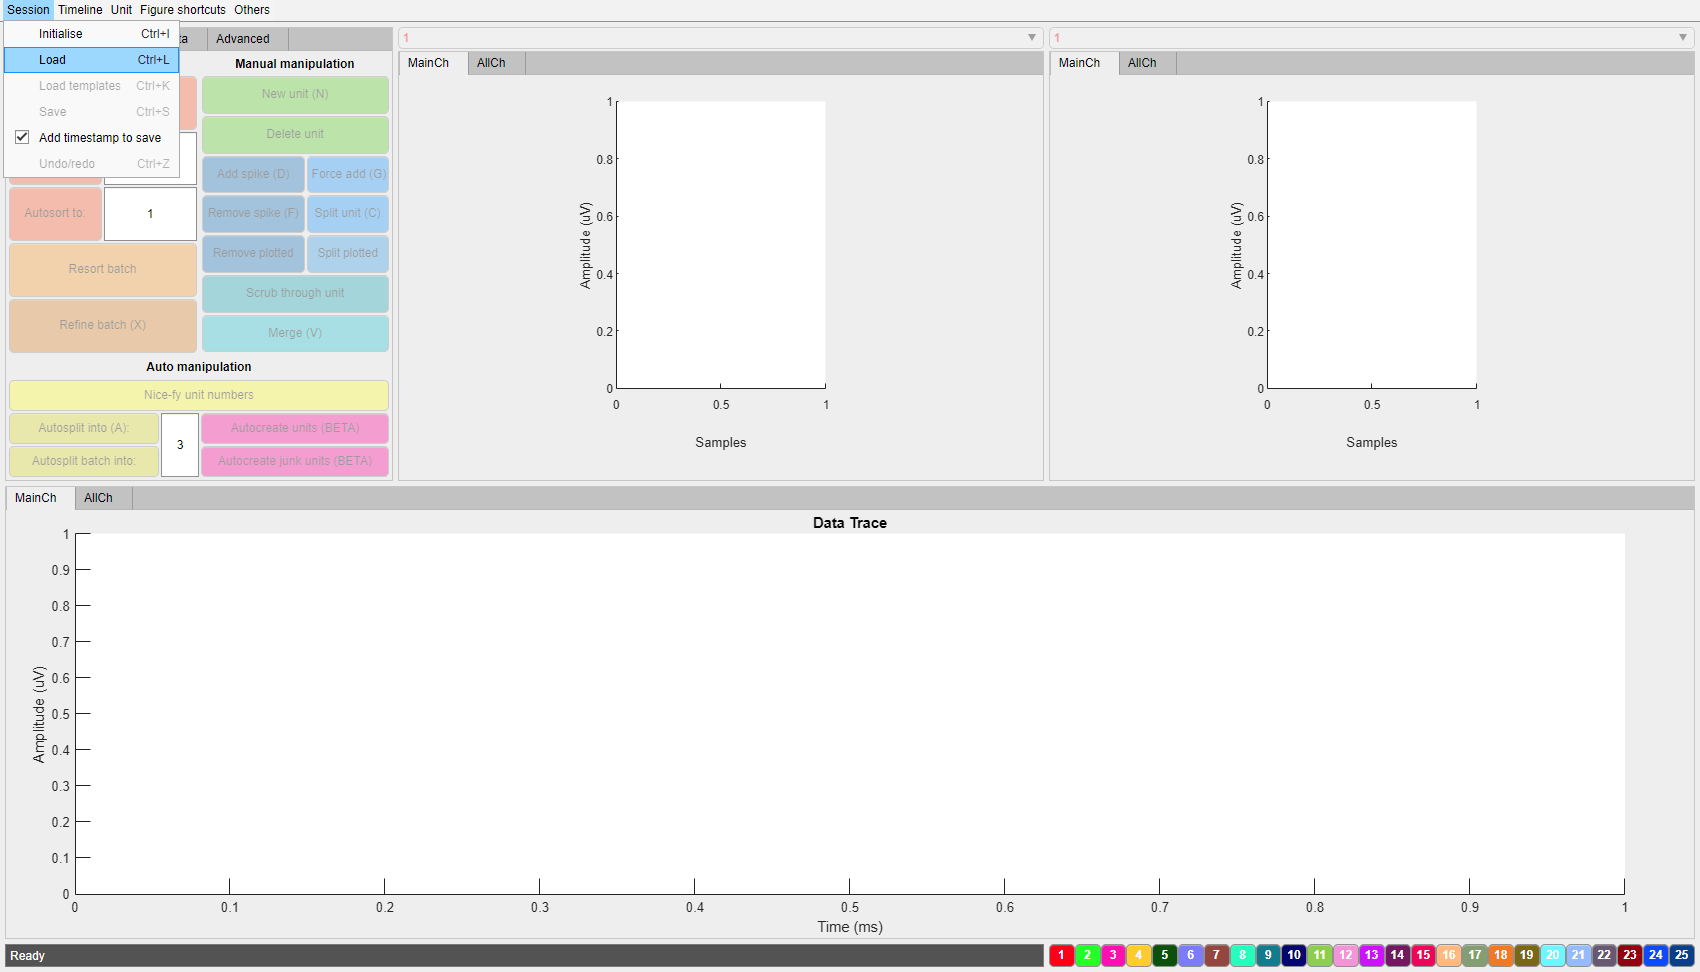 Session Timeline Unit Figure shortcuts Others
Initialise Ctrl+I
Load Ctrl+L
Load templates Ctrl+K
Save Ctrl+S
Add timestamp to save
Undo/redo Ctrl+Z
ta Advanced
Manual manipulation
New unit (N)
Delete unit
Add spike (D) Force add (G)
Remove spike (F) Split unit (C)
Remove plotted Split plotted
Scrub through unit
Merge (V)
Autosort to: 1
Resort batch
Refine batch (X)
Auto manipulation
Nice-fy unit numbers
Autosplit into (A):
Autosplit batch into:
3
Autocreate units (BETA)
Autocreate junk units (BETA)
1
MainCh AllCh
1
0.8
0.6
0.4
0.2
0
Amplitude (uV)
0 0.5 1
Samples
1
MainCh AllCh
1
0.8
0.6
0.4
0.2
0
Amplitude (uV)
0 0.5 1
Samples
MainCh AllCh
Data Trace
1
0.9
0.8
0.7
0.6
0.5
0.4
0.3
0.2
0.1
0
Amplitude (uV)
0 0.1 0.2 0.3 0.4 0.5 0.6 0.7 0.8 0.9 1
Time (ms)
Ready
1 2 3 4 5 6 7 8 9 10 11 12 13 14 15 16 17 18 19 20 21 22 23 24 25